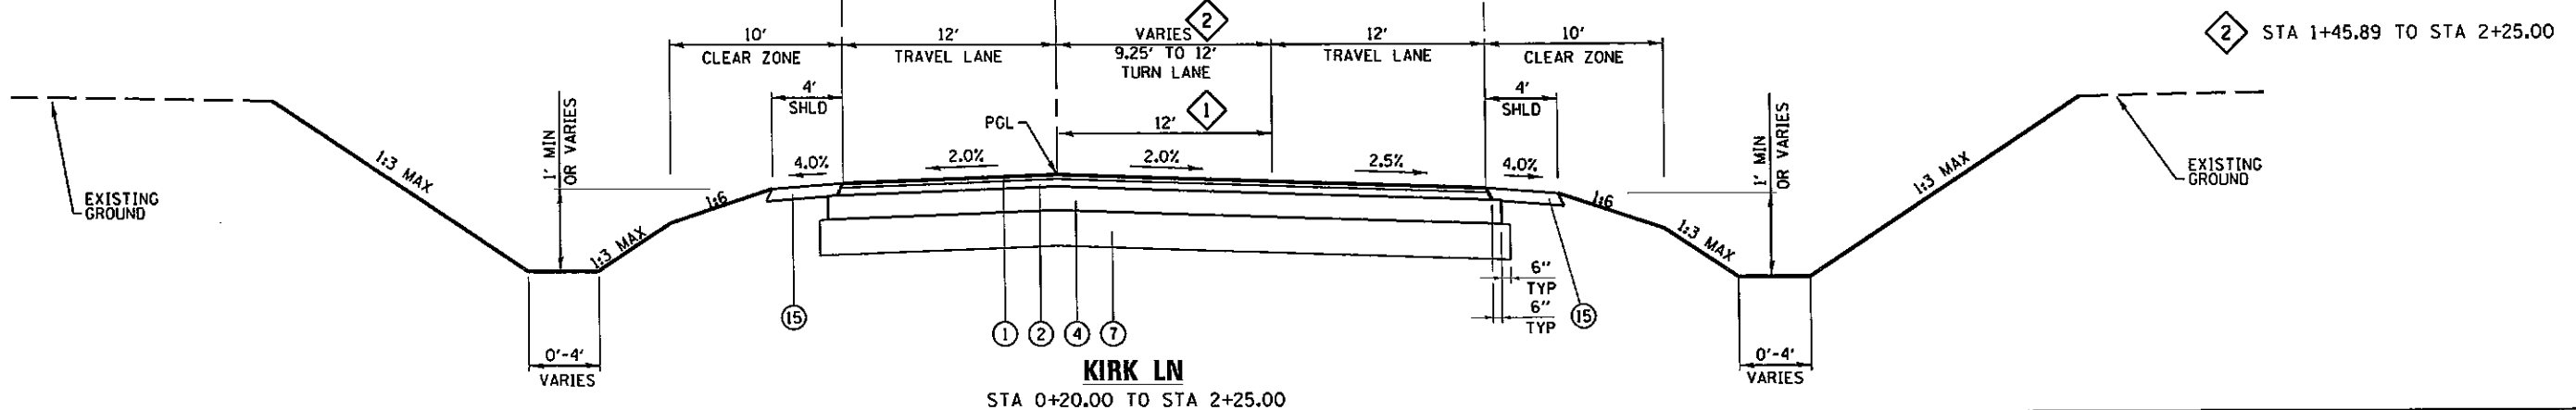 2
2 STA 1+45.89 TO STA 2+25.00
10'
CLEAR ZONE
12'
TRAVEL LANE
VARIES
9.25' TO 12'
TURN LANE
12'
TRAVEL LANE
10'
CLEAR ZONE
4'
SHLD
4'
SHLD
1
12'
PGL
1' MIN
OR VARIES
1' MIN
OR VARIES
4.0%
2.0%
2.0%
2.5%
4.0%
EXISTING
GROUND
1:3 MAX
1:3 MAX
1:6
1:6
1:3 MAX
1:3 MAX
EXISTING
GROUND
6"
TYP
6"
TYP
15
1
2
4
7
15
0'-4'
VARIES
0'-4'
VARIES
KIRK LN
STA 0+20.00 TO STA 2+25.00